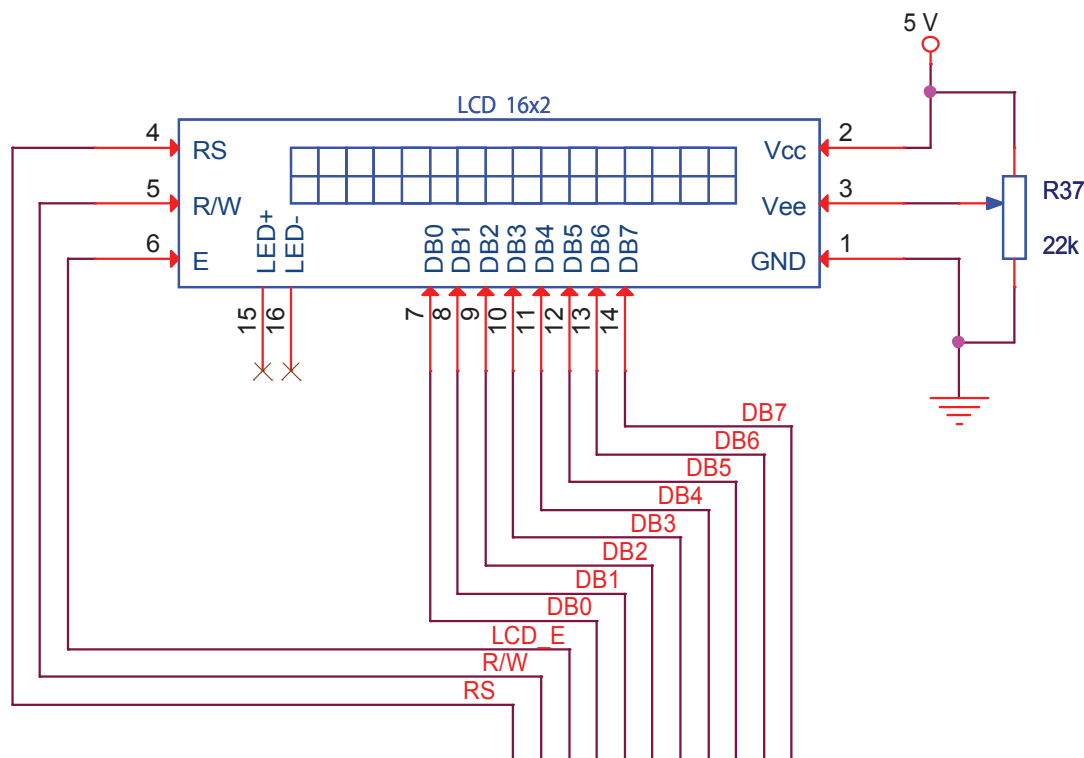 5 V
LCD 16x2
4 RS
Vcc 2
5 R/W
Vee 3
R37
6 E
GND 1
22k
LED+
LED-
DB0
DB1
DB2
DB3
DB4
DB5
DB6
DB7
15
16
7
8
9
10
11
12
13
14
DB7
DB6
DB5
DB4
DB3
DB2
DB1
DB0
LCD_E
R/W
RS